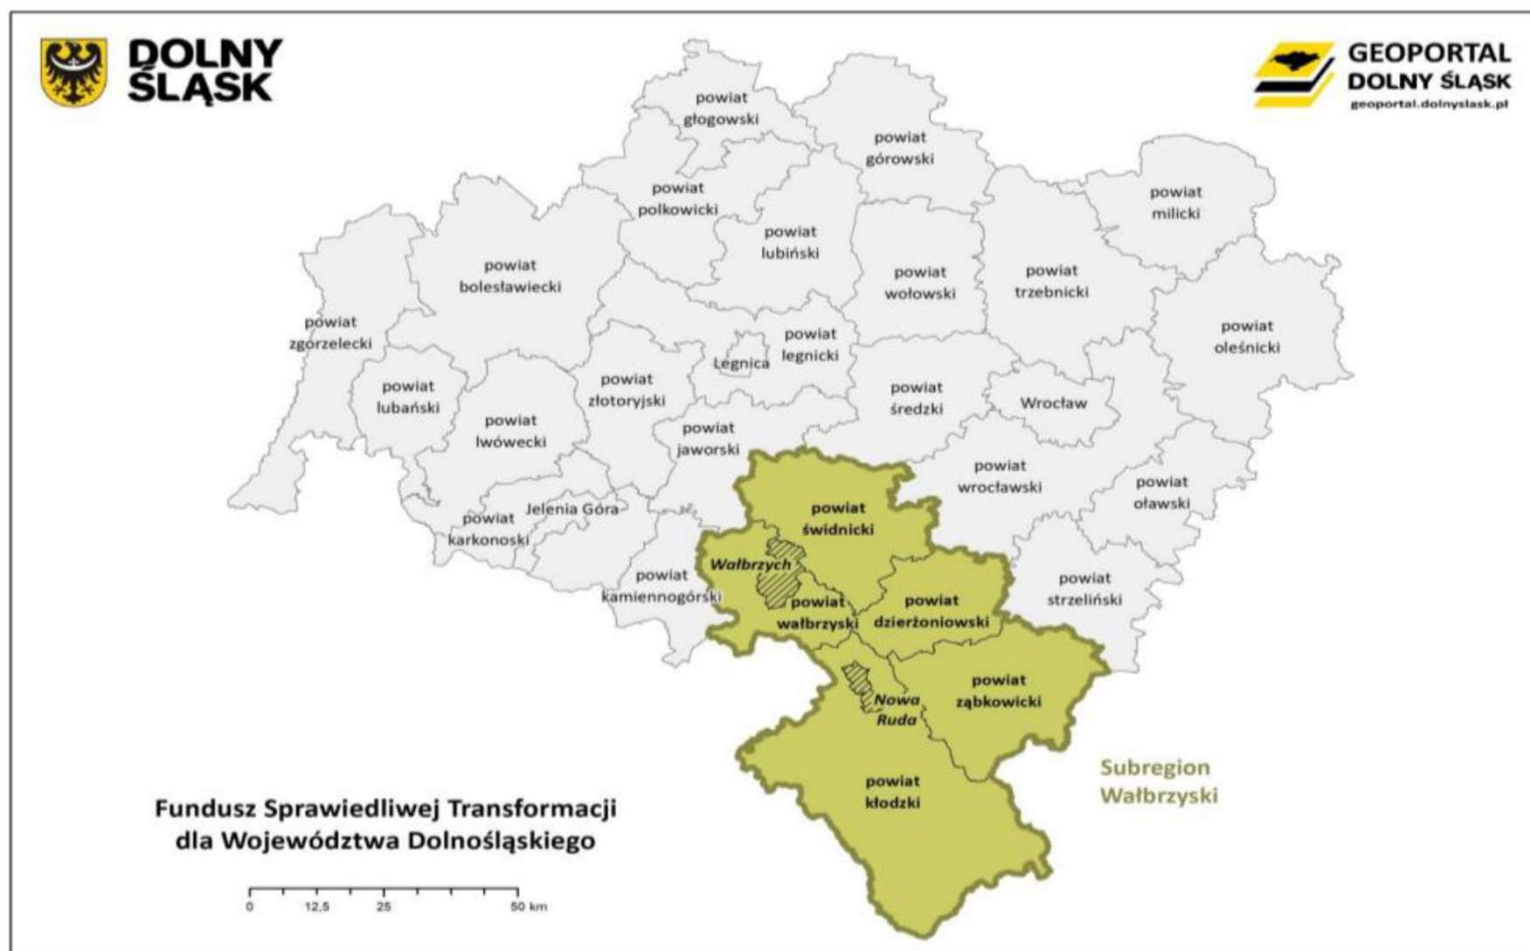 DOLNY
ŚLĄSK
GEOPORTAL
DOLNY ŚLĄSK
geoportal.dolnyslask.pl
powiat
głogowski
powiat
górowski
powiat
milicki
powiat
polkowicki
powiat
lubiński
powiat
bolesławiecki
powiat
wołowski
powiat
trzebnicki
powiat
zgorzelecki
powiat
oleśnicki
powiat
legnicki
Legnica
powiat
lubański
powiat
złotoryjski
powiat
średzki
Wrocław
powiat
lwówecki
powiat
jaworski
powiat
wrocławski
powiat
oławski
Jelenia Góra
powiat
karkonoski
powiat
świdnicki
Wałbrzych
powiat
kamiennogórski
powiat
wałbrzyski
powiat
dzierżoniowski
powiat
strzeliński
powiat
ząbkowicki
Nowa
Ruda
powiat
kłodzki
Subregion
Wałbrzyski
Fundusz Sprawiedliwej Transformacji
dla Województwa Dolnośląskiego
0 12,5 25 50 km